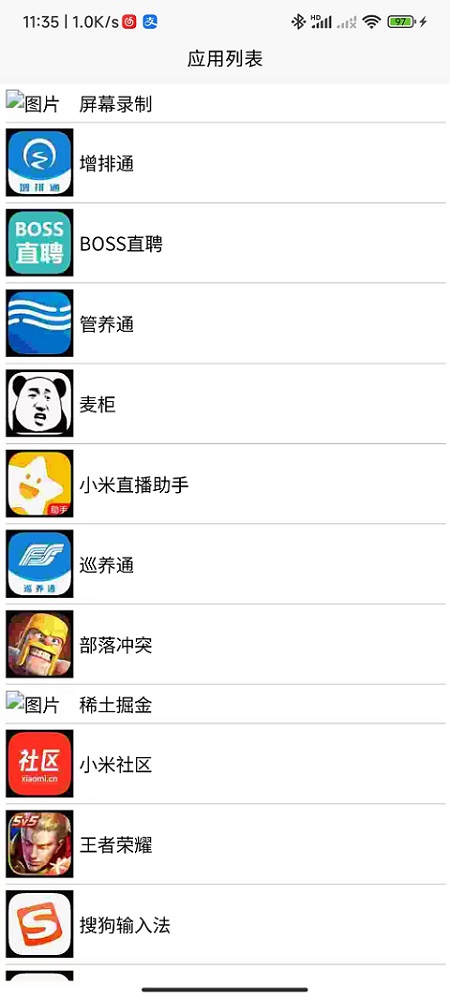 11:35 | 1.0K/s
HD
97
应用列表
图片 屏幕录制
增排通
增排通
BOSS
直聘
BOSS直聘
管养通
麦柜
助手
小米直播助手
巡养通
巡养通
部落冲突
图片 稀土掘金
社区
xiaomi.cn
小米社区
5V5
王者荣耀
S
搜狗输入法